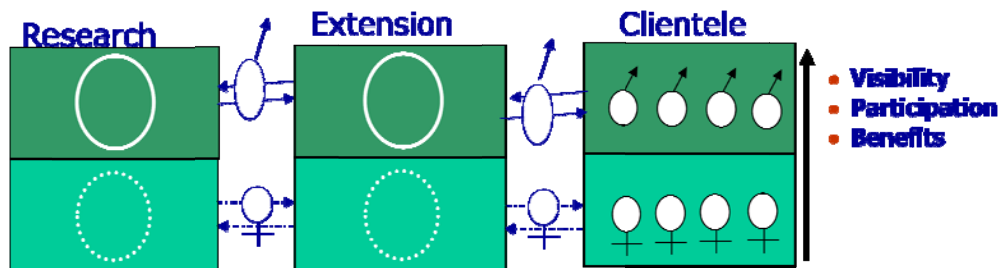 Research
Extension
Clientele
Visibility
Participation
Benefits